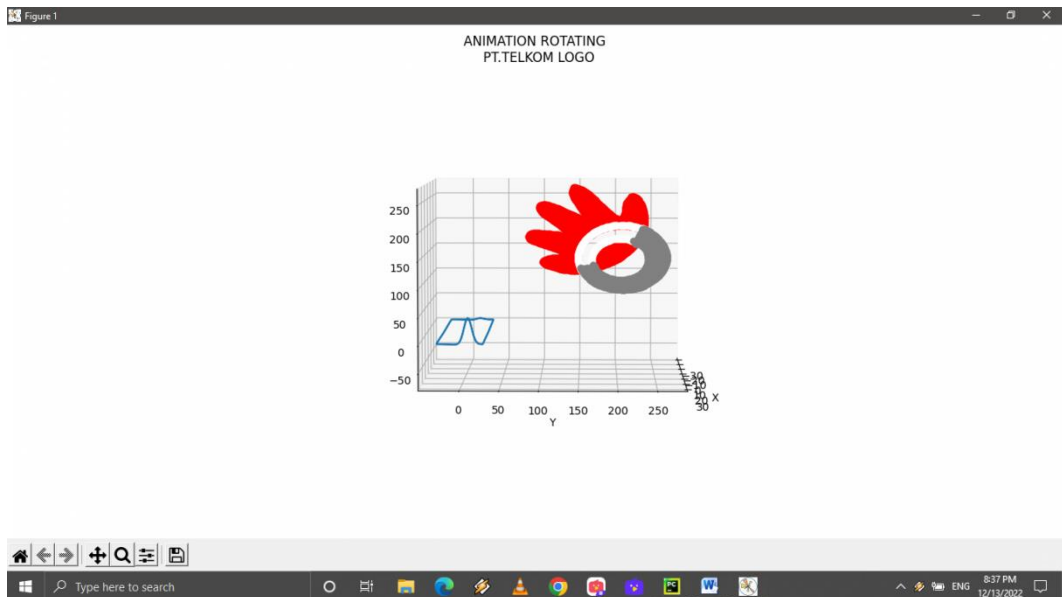 Figure 1
ANIMATION ROTATING
PT.TELKOM LOGO
250
200
150
100
50
0
−50
0 50 100 150 200 250
Y
X
30
Type here to search
ENG
8:37 PM
12/13/2022